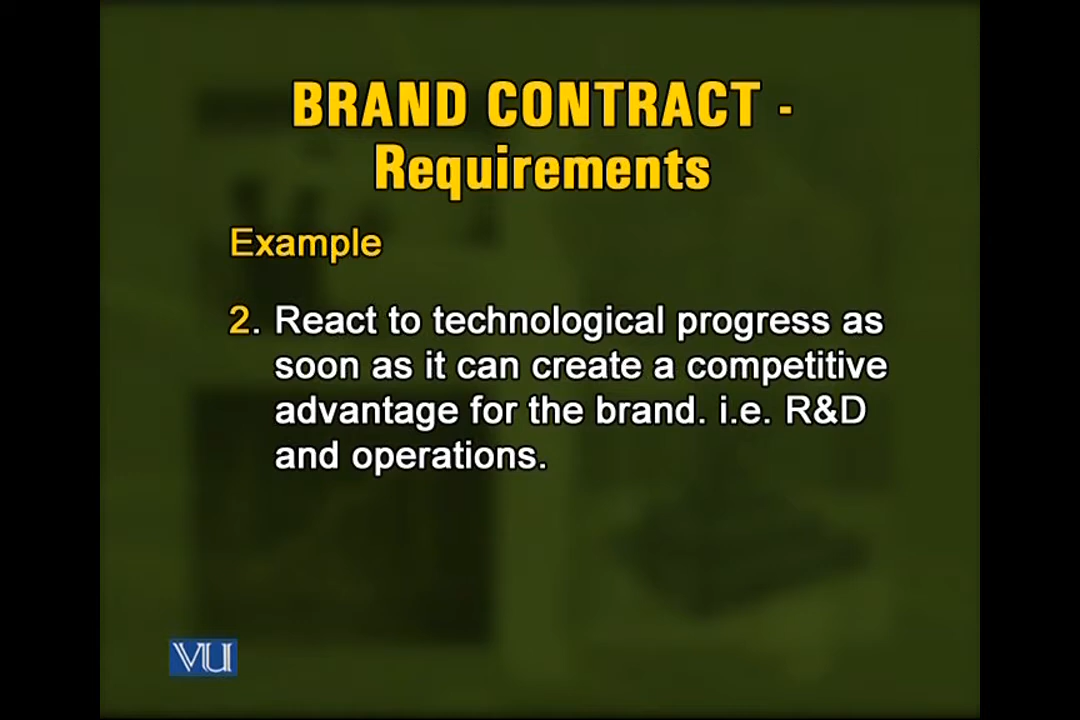 BRAND CONTRACT -
Requirements
Example
2. React to technological progress as
soon as it can create a competitive
advantage for the brand. i.e. R&D
and operations.
VU